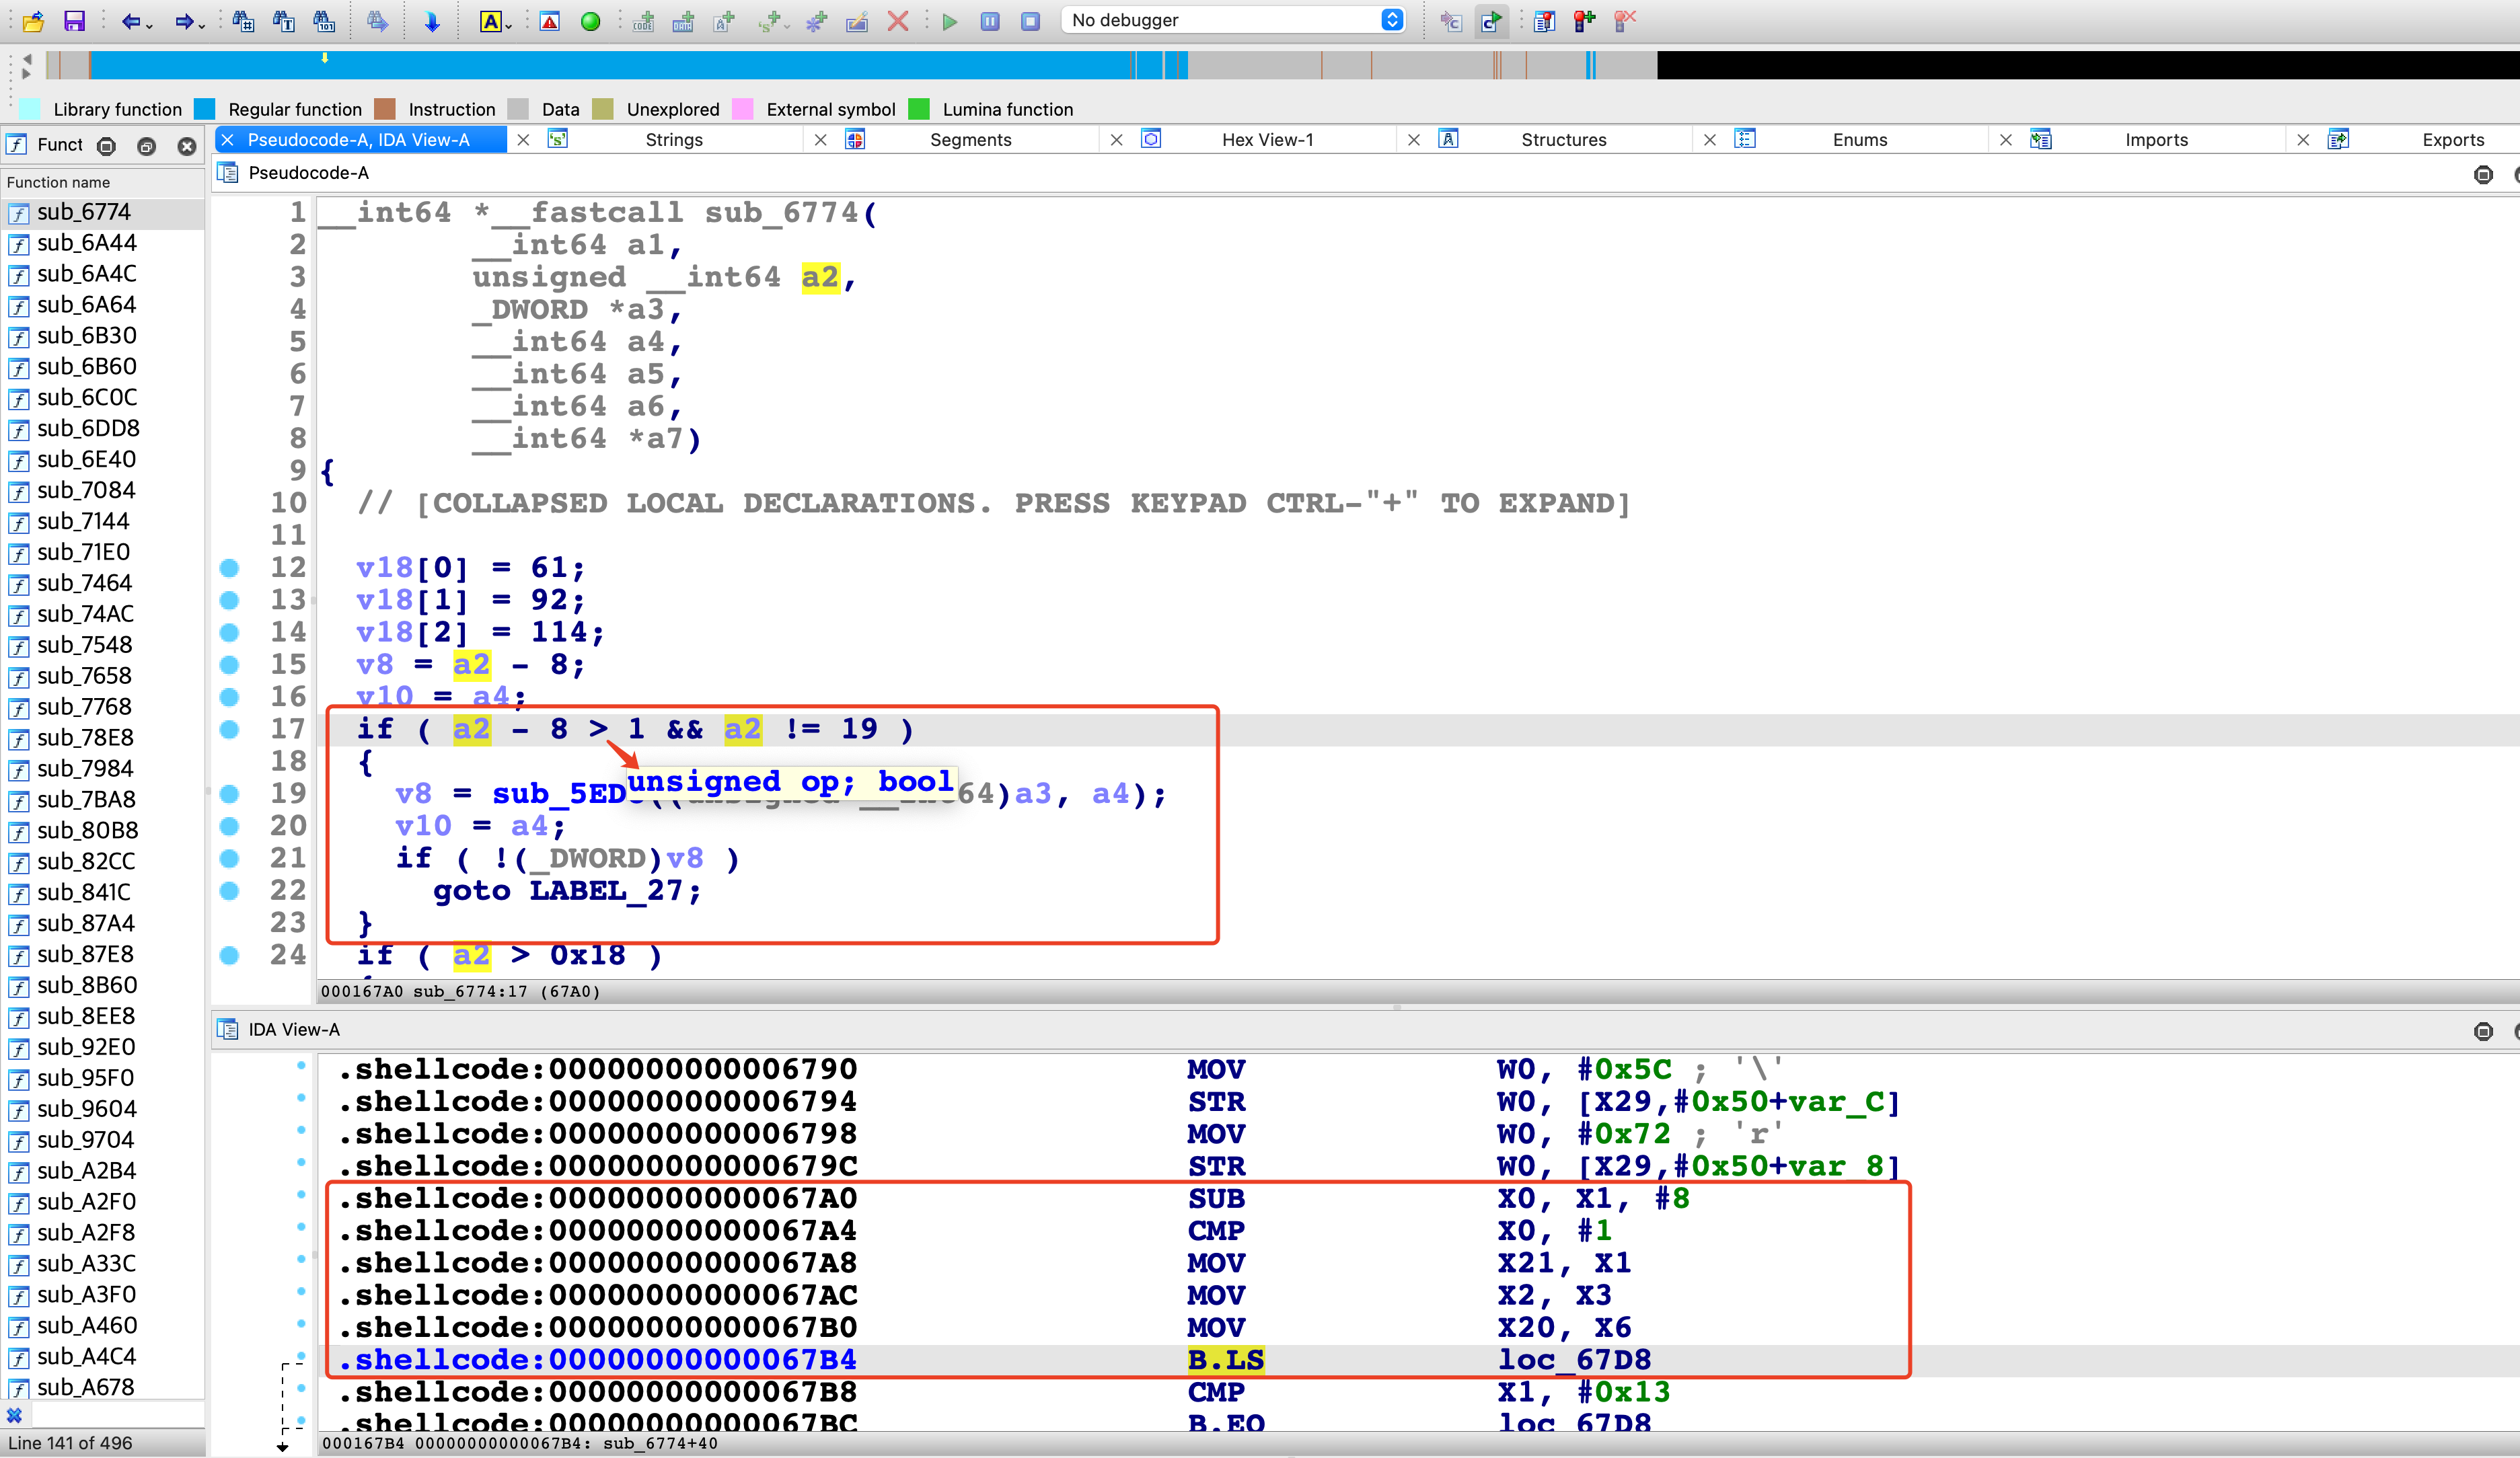 No debugger
Library function Regular function Instruction Data Unexplored External symbol Lumina function
Funct
Pseudocode-A, IDA View-A Strings Segments Hex View-1 Structures Enums Imports Exports
Function name
Pseudocode-A
sub_6774
sub_6A44
sub_6A4C
sub_6A64
sub_6B30
sub_6B60
sub_6C0C
sub_6DD8
sub_6E40
sub_7084
sub_7144
sub_71E0
sub_7464
sub_74AC
sub_7548
sub_7658
sub_7768
sub_78E8
sub_7984
sub_7BA8
sub_80B8
sub_82CC
sub_841C
sub_87A4
sub_87E8
sub_8B60
sub_8EE8
sub_92E0
sub_95F0
sub_9604
sub_9704
sub_A2B4
sub_A2F0
sub_A2F8
sub_A33C
sub_A3F0
sub_A460
sub_A4C4
sub_A678
Line 141 of 496
1 __int64 *__fastcall sub_6774(
2 __int64 a1,
3 unsigned __int64 a2,
4 _DWORD *a3,
5 __int64 a4,
6 __int64 a5,
7 __int64 a6,
8 __int64 *a7)
9 {
10 // [COLLAPSED LOCAL DECLARATIONS. PRESS KEYPAD CTRL-"+" TO EXPAND]
11
12 v18[0] = 61;
13 v18[1] = 92;
14 v18[2] = 114;
15 v8 = a2 - 8;
16 v10 = a4;
17 if ( a2 - 8 > 1 && a2 != 19 )
18 {
unsigned op; bool
19 v8 = sub_5ED 64)a3, a4);
20 v10 = a4;
21 if ( !(_DWORD)v8 )
22 goto LABEL_27;
23 }
24 if ( a2 > 0x18 )
000167A0 sub_6774:17 (67A0)
IDA View-A
.shellcode:0000000000006790 MOV W0, #0x5C ; '\'
.shellcode:0000000000006794 STR W0, [X29,#0x50+var_C]
.shellcode:0000000000006798 MOV W0, #0x72 ; 'r'
.shellcode:000000000000679C STR W0, [X29,#0x50+var_8]
.shellcode:00000000000067A0 SUB X0, X1, #8
.shellcode:00000000000067A4 CMP X0, #1
.shellcode:00000000000067A8 MOV X21, X1
.shellcode:00000000000067AC MOV X2, X3
.shellcode:00000000000067B0 MOV X20, X6
.shellcode:00000000000067B4 B.LS loc_67D8
.shellcode:00000000000067B8 CMP X1, #0x13
.shellcode:00000000000067BC B.EQ loc_67D8
000167B4 00000000000067B4: sub_6774+40